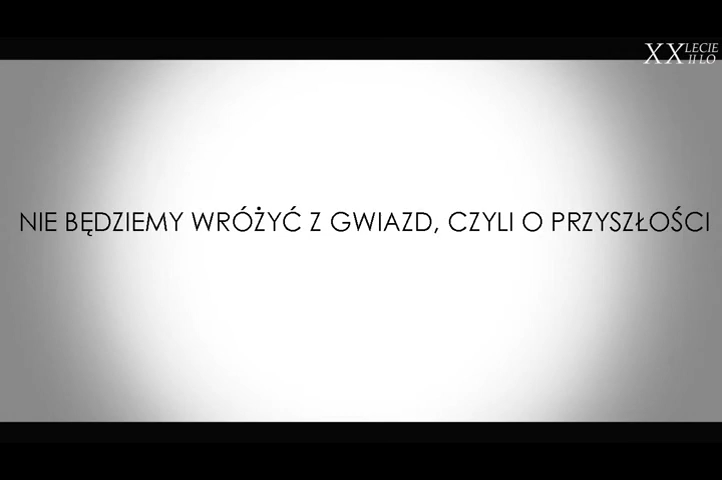 XX LECIE
II LO
NIE BĘDZIEMY WRÓŻYĆ Z GWIAZD, CZYLI O PRZYSZŁOŚCI